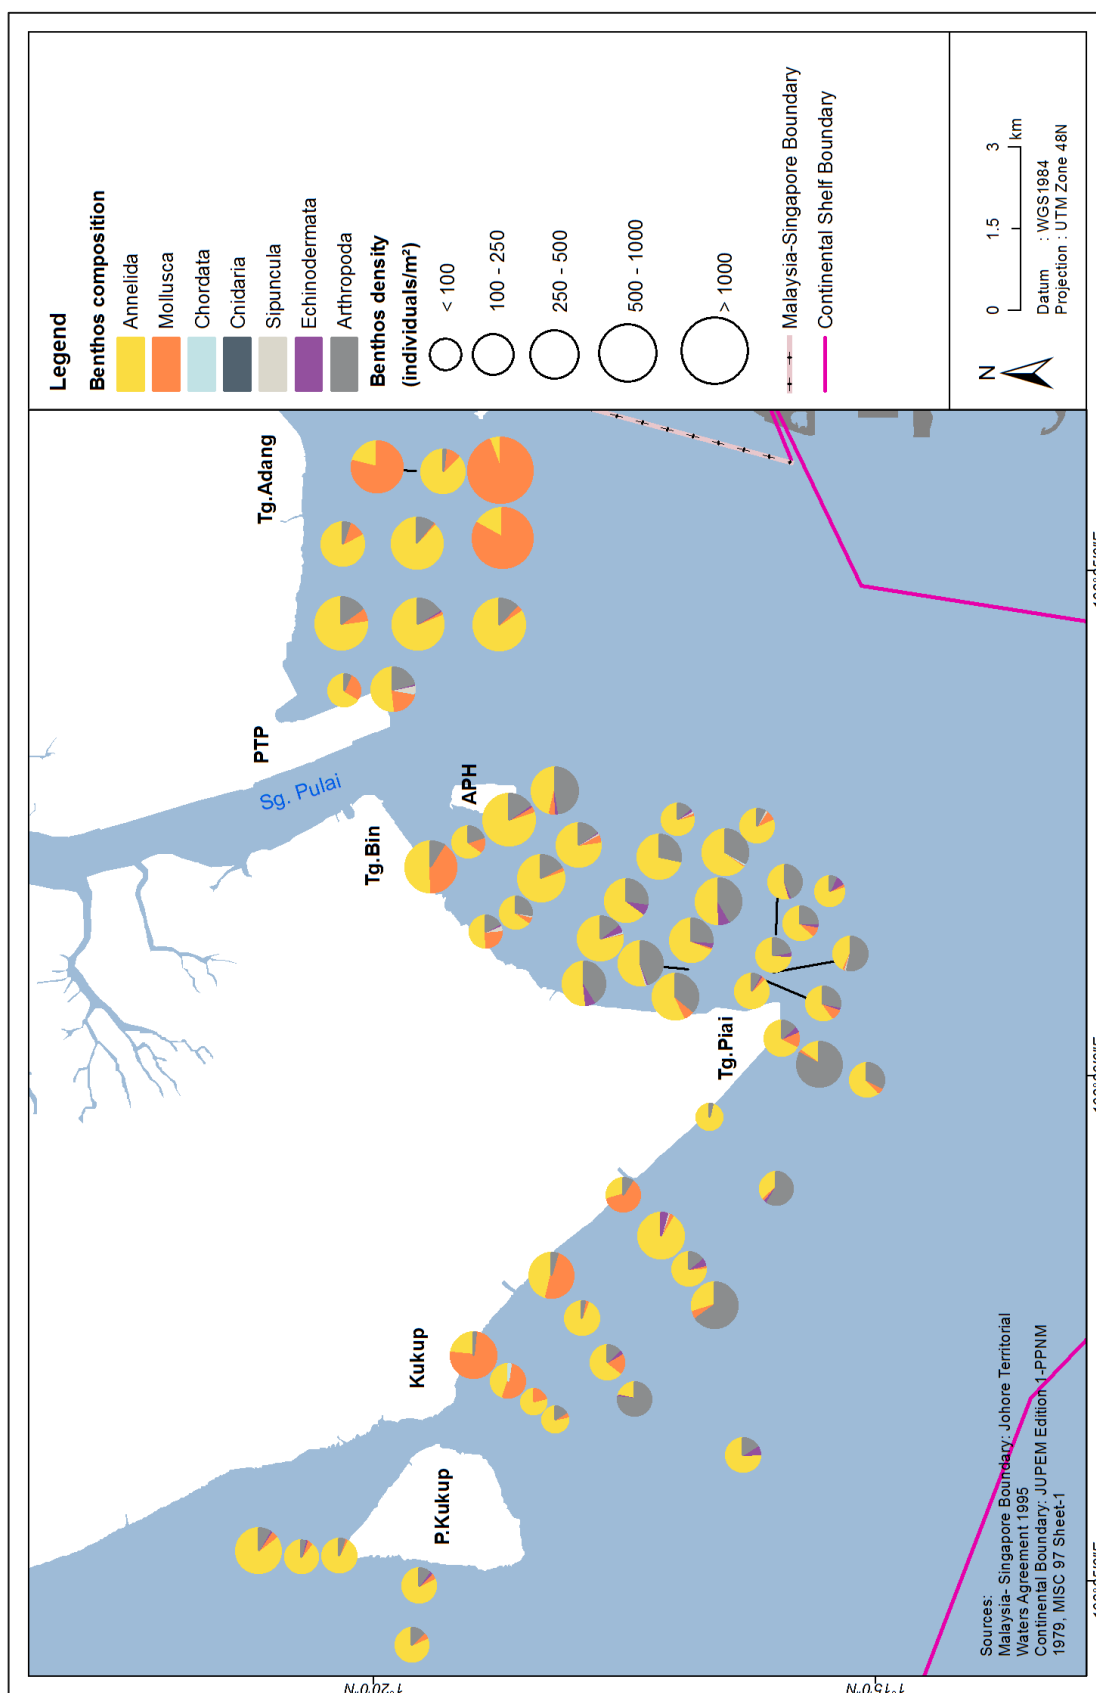 Legend
Benthos composition
Annelida
Mollusca
Chordata
Cnidaria
Sipuncula
Echinodermata
Arthropoda
Benthos density
(individuals/m²)
< 100
100 - 250
250 - 500
500 - 1000
> 1000
Malaysia-Singapore Boundary
Continental Shelf Boundary
N
0 1.5 3
km
Datum : WGS1984
Projection : UTM Zone 48N
Tg.Adang
PTP
Sg. Pulai
APH
Tg.Bin
Tg.Piai
Kukup
P.Kukup
Sources:
Malaysia- Singapore Boundary: Johore Territorial
Waters Agreement 1995
Continental Boundary: JUPEM Edition 1-PPNM
1979, MISC 97 Sheet-1
1°20'0"N
1°15'0"N